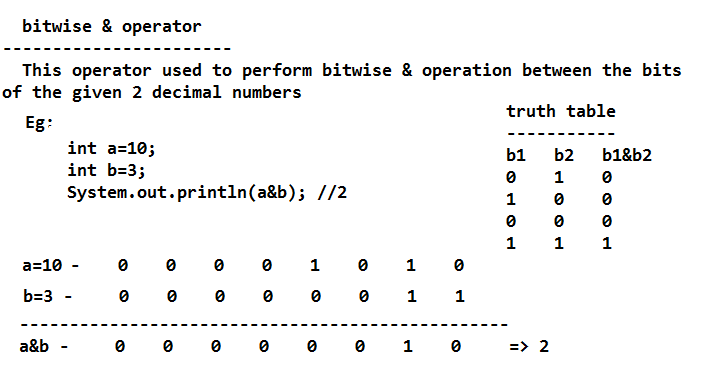 bitwise & operator
-----------------------
This operator used to perform bitwise & operation between the bits
of the given 2 decimal numbers
Eg:
int a=10;
int b=3;
System.out.println(a&b); //2
truth table
-----------
b1 b2 b1&b2
0 1 0
1 0 0
0 0 0
1 1 1
a=10 - 0 0 0 0 1 0 1 0
b=3 - 0 0 0 0 0 0 1 1
-------------------------------------------------
a&b - 0 0 0 0 0 0 1 0 => 2